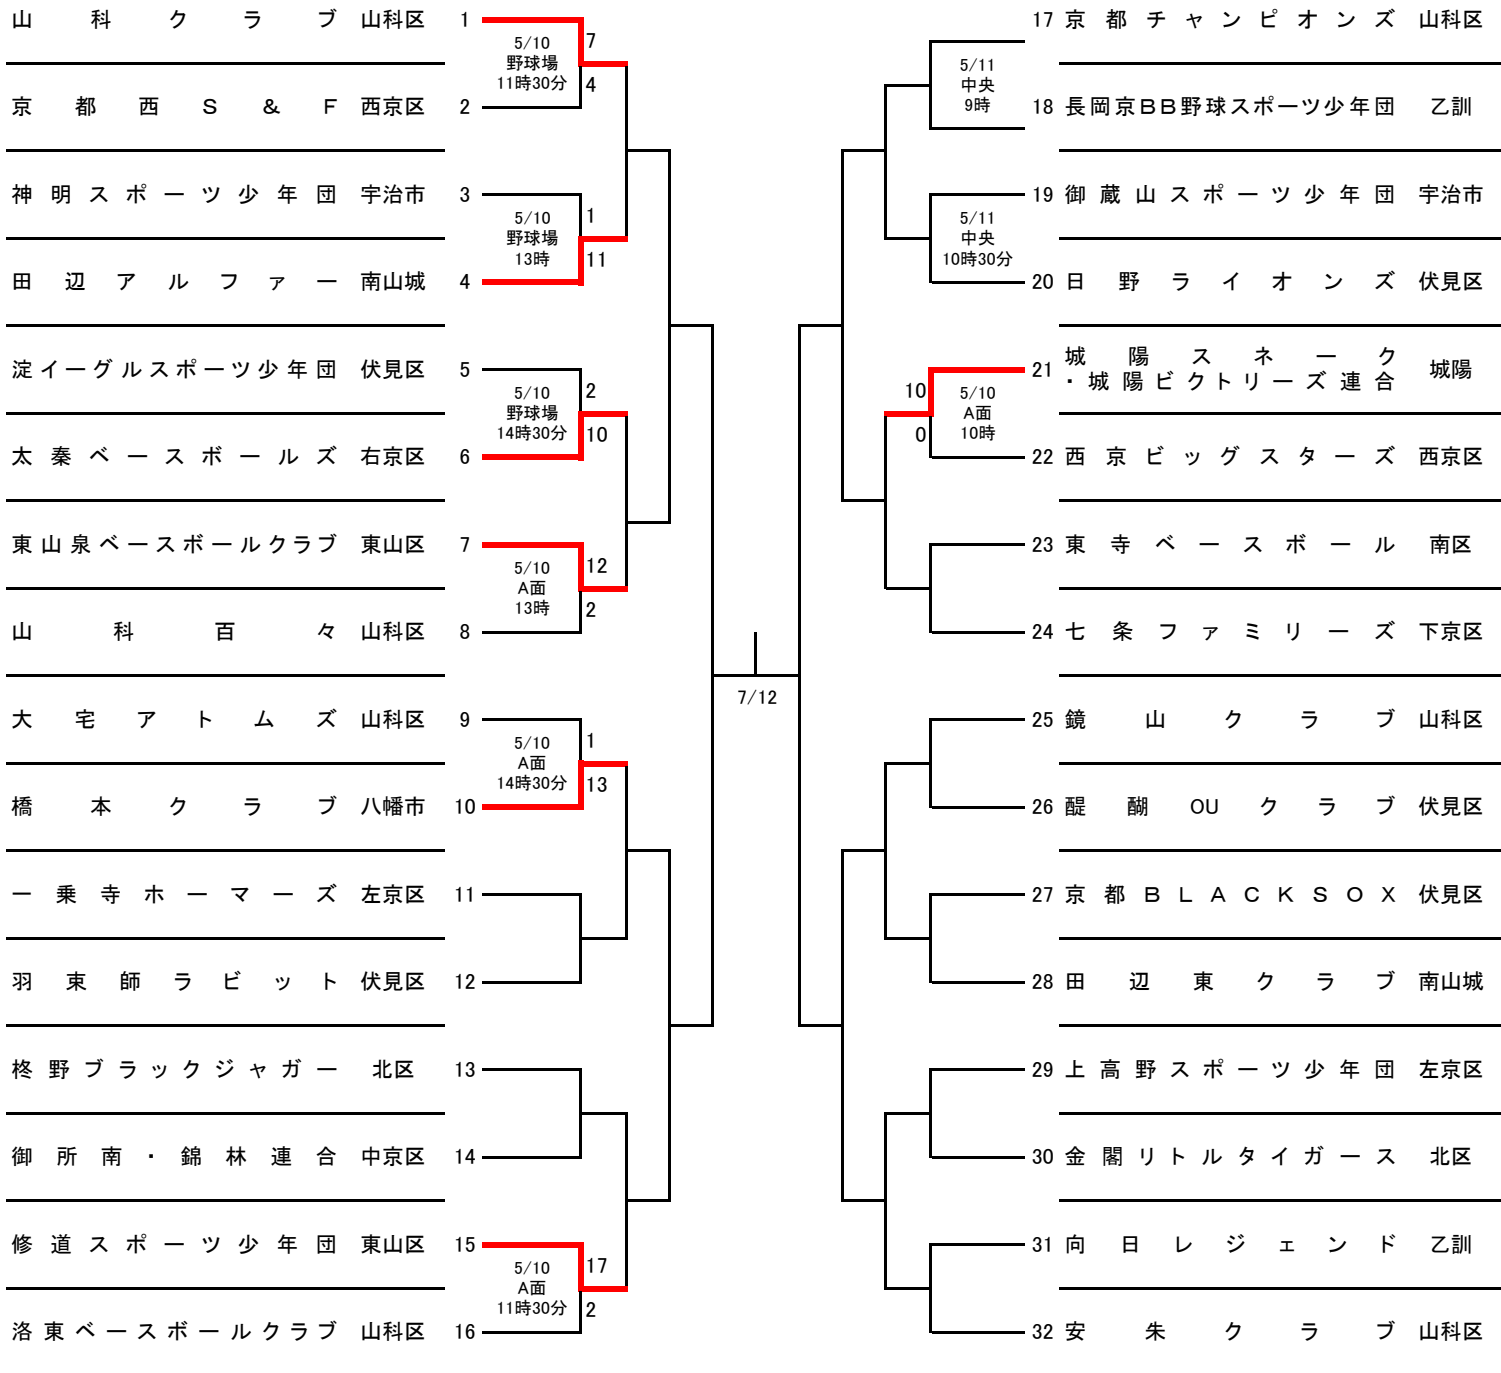 山科クラブ 山科区 1
5/10
野球場
11時30分
7
4
京都西S&F 西京区 2
神明スポーツ少年団 宇治市 3
5/10
野球場
13時
1
11
田辺アルファー 南山城 4
淀イーグルスポーツ少年団 伏見区 5
5/10
野球場
14時30分
2
10
太秦ベースボールズ 右京区 6
東山泉ベースボールクラブ 東山区 7
5/10
A面
13時
12
2
山科百々 山科区 8
大宅アトムズ 山科区 9
5/10
A面
14時30分
1
13
橋本クラブ 八幡市 10
一乗寺ホーマーズ 左京区 11
羽束師ラビット 伏見区 12
柊野ブラックジャガー 北区 13
御所南・錦林連合 中京区 14
修道スポーツ少年団 東山区 15
5/10
A面
11時30分
17
2
洛東ベースボールクラブ 山科区 16
7/12
17 京都チャンピオンズ 山科区
5/11
中央
9時
18 長岡京BB野球スポーツ少年団 乙訓
19 御蔵山スポーツ少年団 宇治市
5/11
中央
10時30分
20 日野ライオンズ 伏見区
21 城陽スネーク
・城陽ビクトリーズ連合 城陽
10
0
5/10
A面
10時
22 西京ビッグスターズ 西京区
23 東寺ベースボール 南区
24 七条ファミリーズ 下京区
25 鏡山クラブ 山科区
26 醍醐OUクラブ 伏見区
27 京都BLACKSOX 伏見区
28 田辺東クラブ 南山城
29 上高野スポーツ少年団 左京区
30 金閣リトルタイガース 北区
31 向日レジェンド 乙訓
32 安朱クラブ 山科区